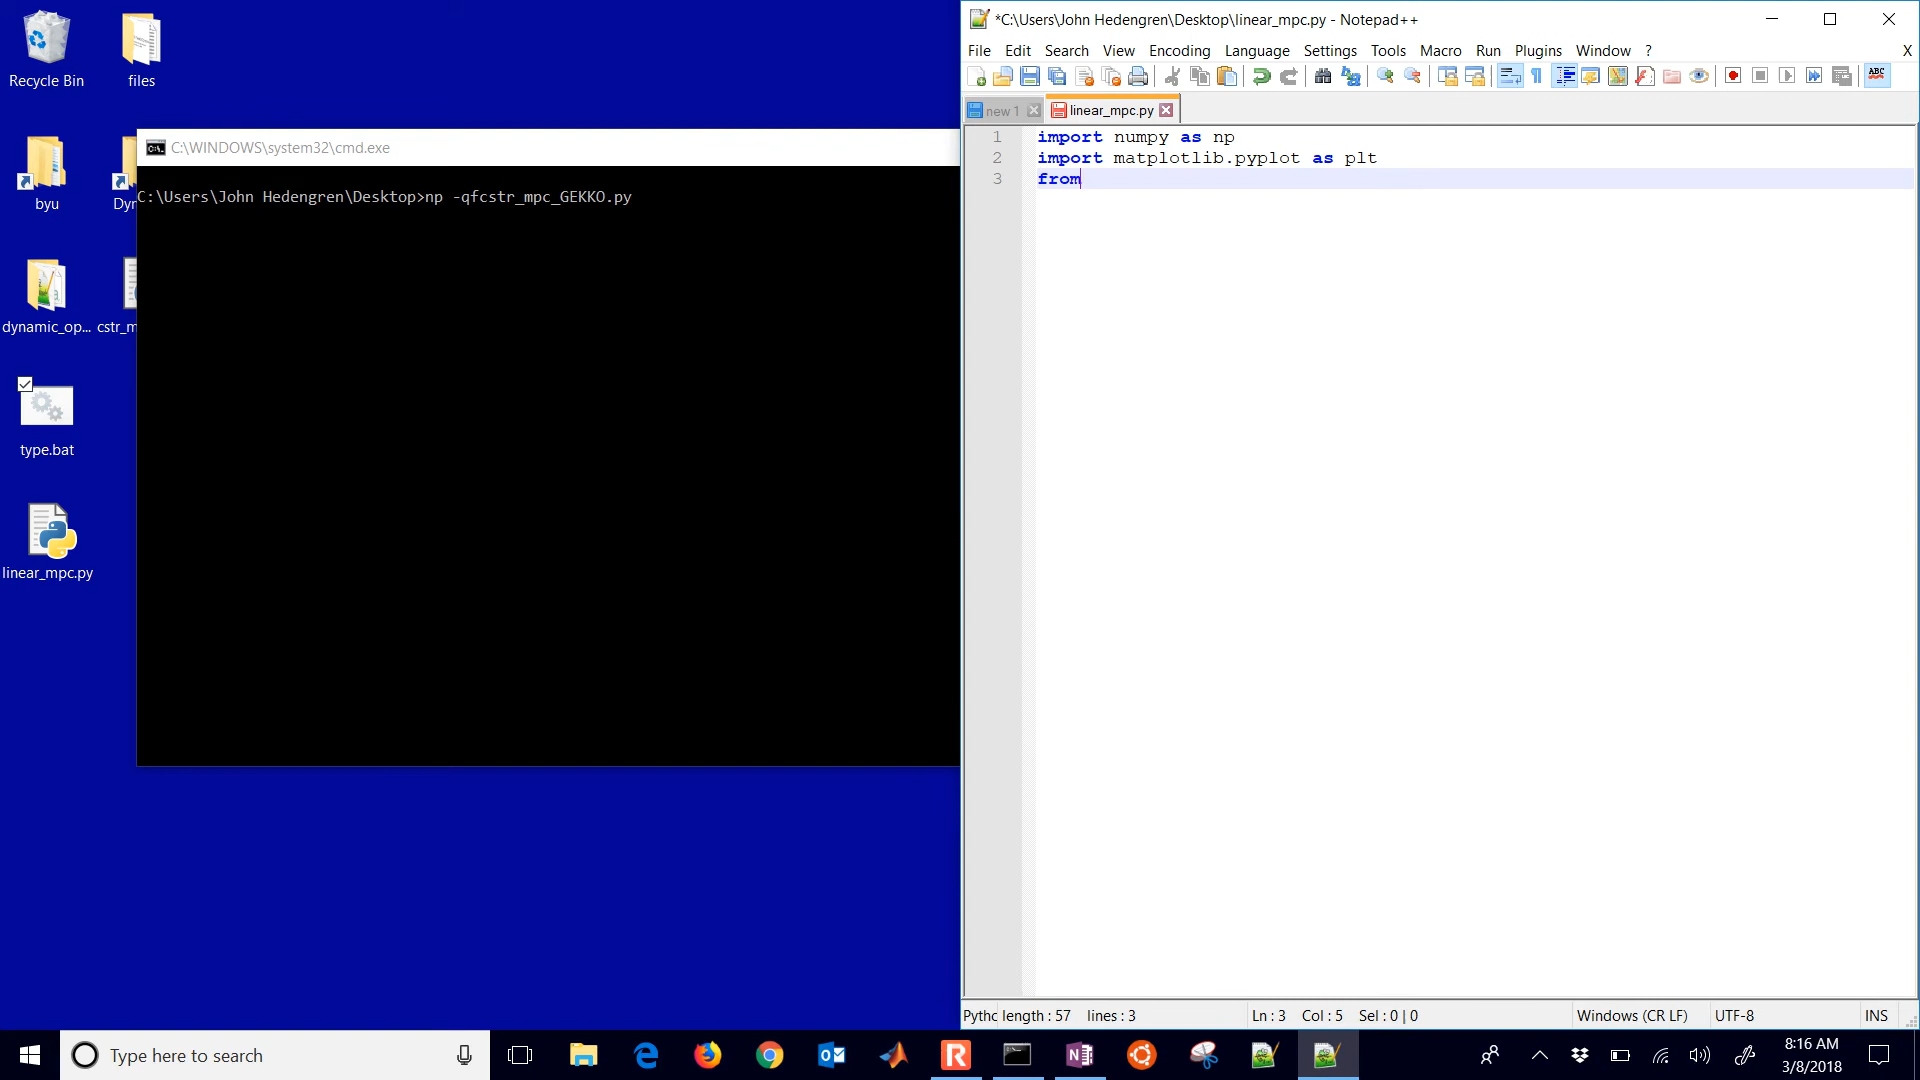 Recycle Bin
files
byu
Dyr
dynamic_op...
cstr_m
type.bat
linear_mpc.py
C:\WINDOWS\system32\cmd.exe
C:\Users\John Hedengren\Desktop>np -qfcstr_mpc_GEKKO.py
*C:\Users\John Hedengren\Desktop\linear_mpc.py - Notepad++
File Edit Search View Encoding Language Settings Tools Macro Run Plugins Window ? X
ABC
new 1
linear_mpc.py
1 import numpy as np
2 import matplotlib.pyplot as plt
3 from
Pythc length : 57 lines : 3 Ln : 3 Col : 5 Sel : 0 | 0 Windows (CR LF) UTF-8 INS
Type here to search
8:16 AM
3/8/2018